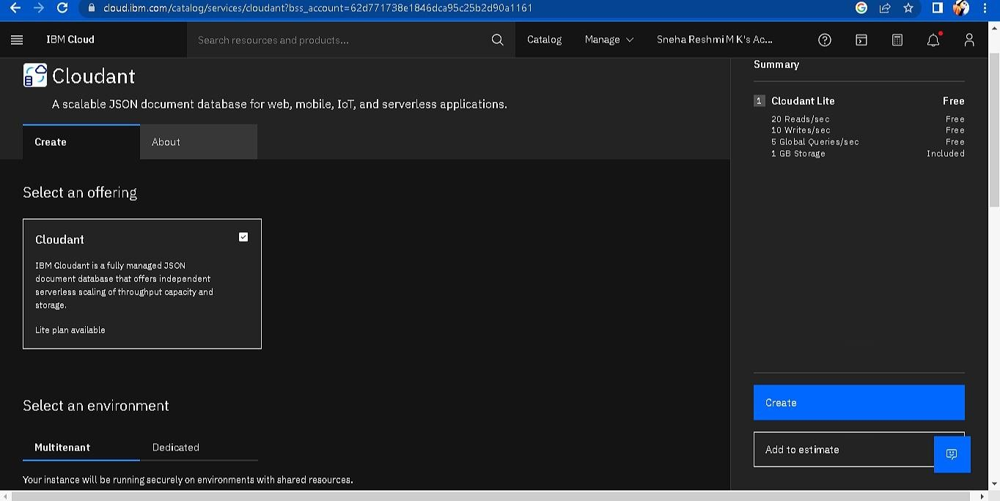 cloud.ibm.com/catalog/services/cloudant?bss_account=62d771738e1846dca95c25b2d90a1161
IBM Cloud
Search resources and products...
Catalog
Manage
Sneha Reshmi M K's Ac...
Cloudant
A scalable JSON document database for web, mobile, IoT, and serverless applications.
Create
About
Select an offering
Cloudant
IBM Cloudant is a fully managed JSON
document database that offers independent
serverless scaling of throughput capacity and
storage.
Lite plan available
Select an environment
Multitenant
Dedicated
Your instance will be running securely on environments with shared resources.
Summary
1 Cloudant Lite Free
20 Reads/sec Free
10 Writes/sec Free
5 Global Queries/sec Free
1 GB Storage Included
Create
Add to estimate